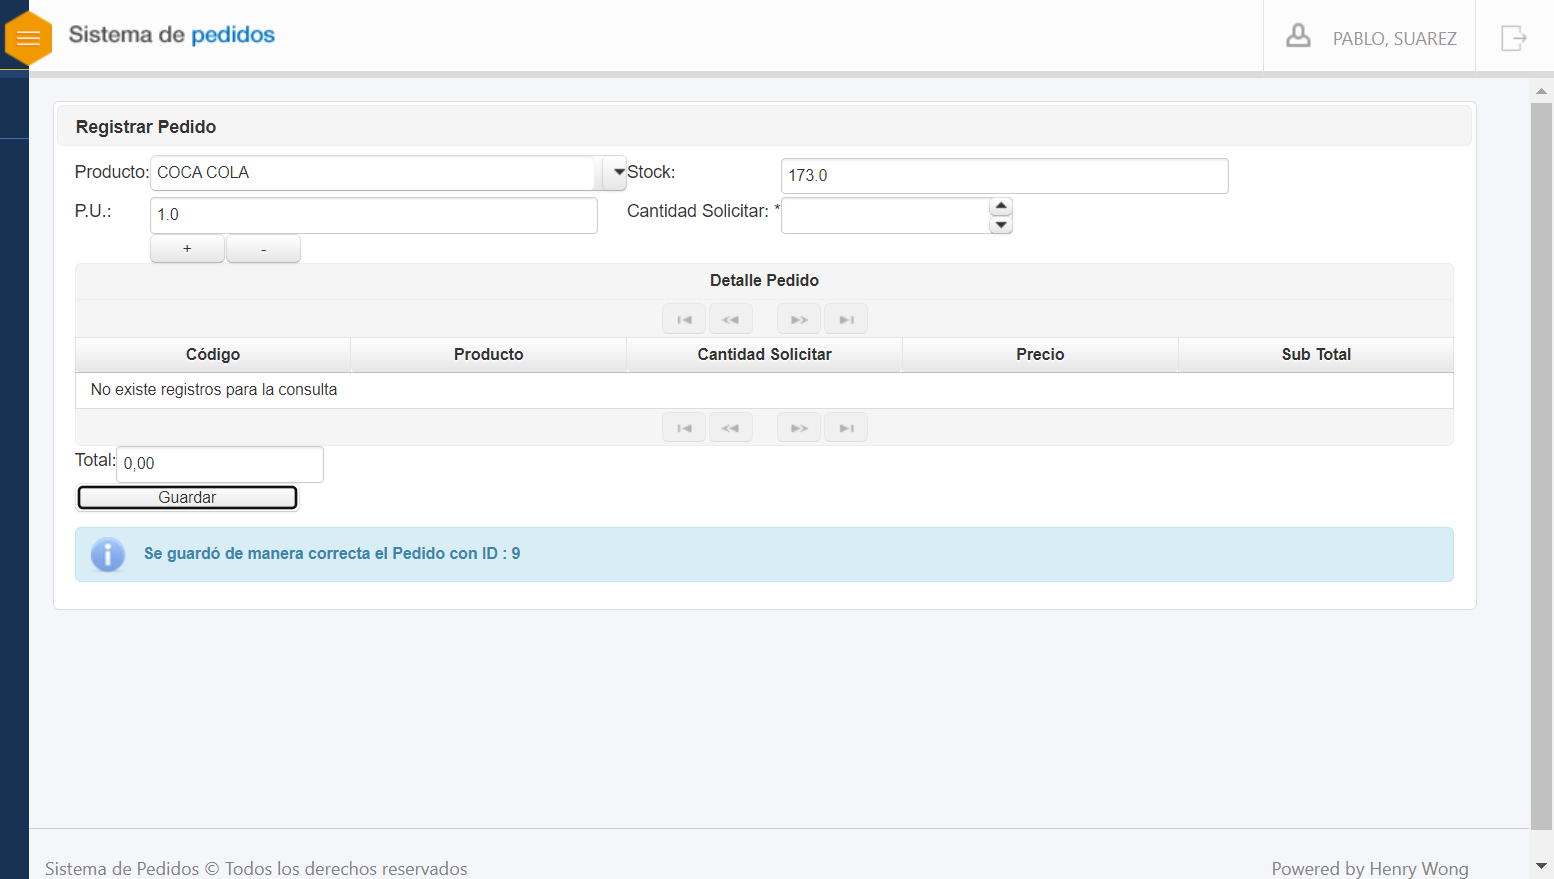 Sistema de pedidos
PABLO, SUAREZ
Registrar Pedido
Producto: COCA COLA Stock: 173.0
P.U.: 1.0 Cantidad Solicitar: *
+ -
Detalle Pedido
Código Producto Cantidad Solicitar Precio Sub Total
No existe registros para la consulta
Total: 0,00
Guardar
Se guardó de manera correcta el Pedido con ID : 9
Sistema de Pedidos © Todos los derechos reservados Powered by Henry Wong